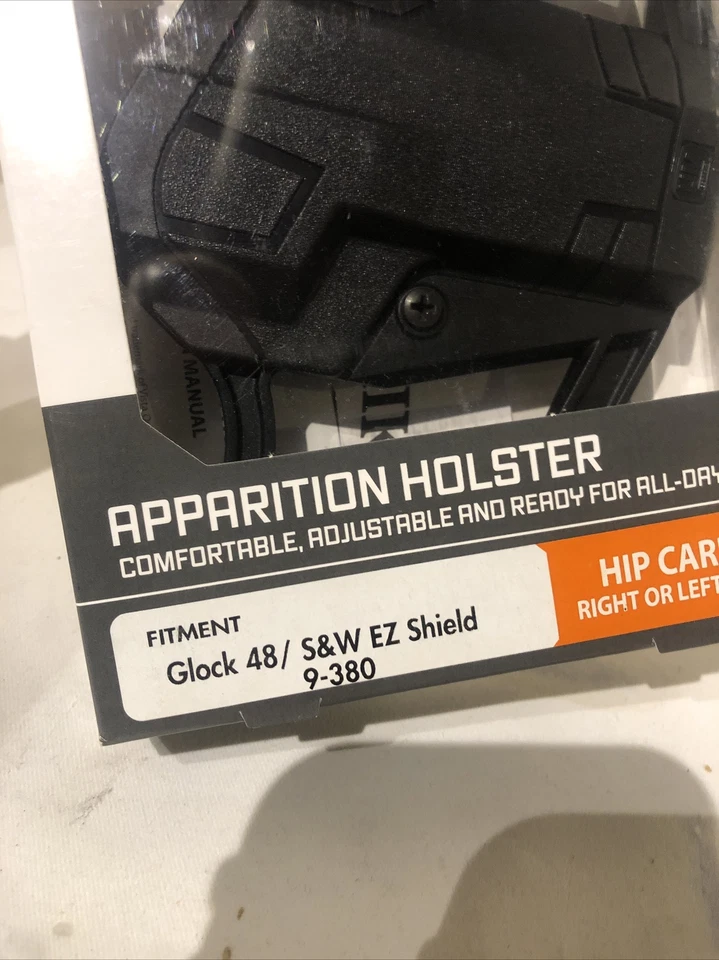 MANUAL
APPARITION HOLSTER
COMFORTABLE, ADJUSTABLE AND READY FOR ALL-DAY
HIP CAR
RIGHT OR LEFT
FITMENT
Glock 48/ S&W EZ Shield
9-380